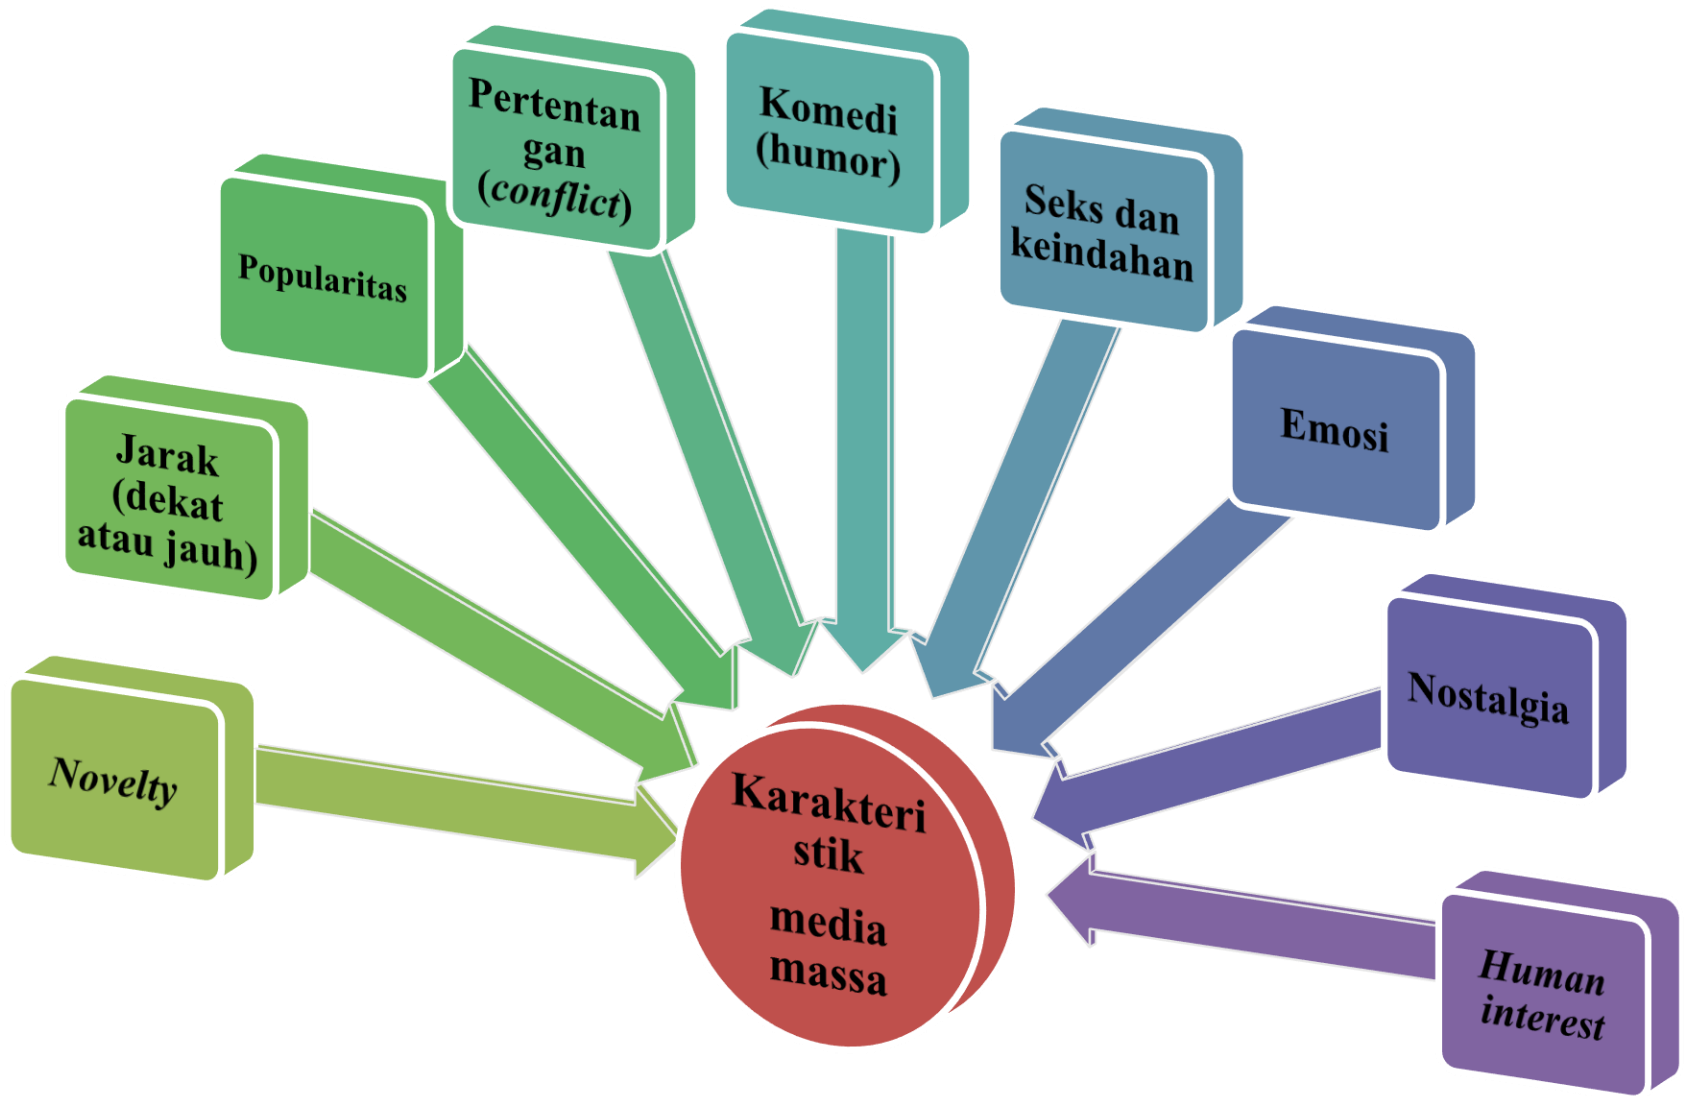 Novelty
Jarak
(dekat
atau jauh)
Popularitas
Pertentan
gan
(conflict)
Komedi
(humor)
Seks dan
keindahan
Emosi
Nostalgia
Human
interest
Karakteri
stik
media
massa